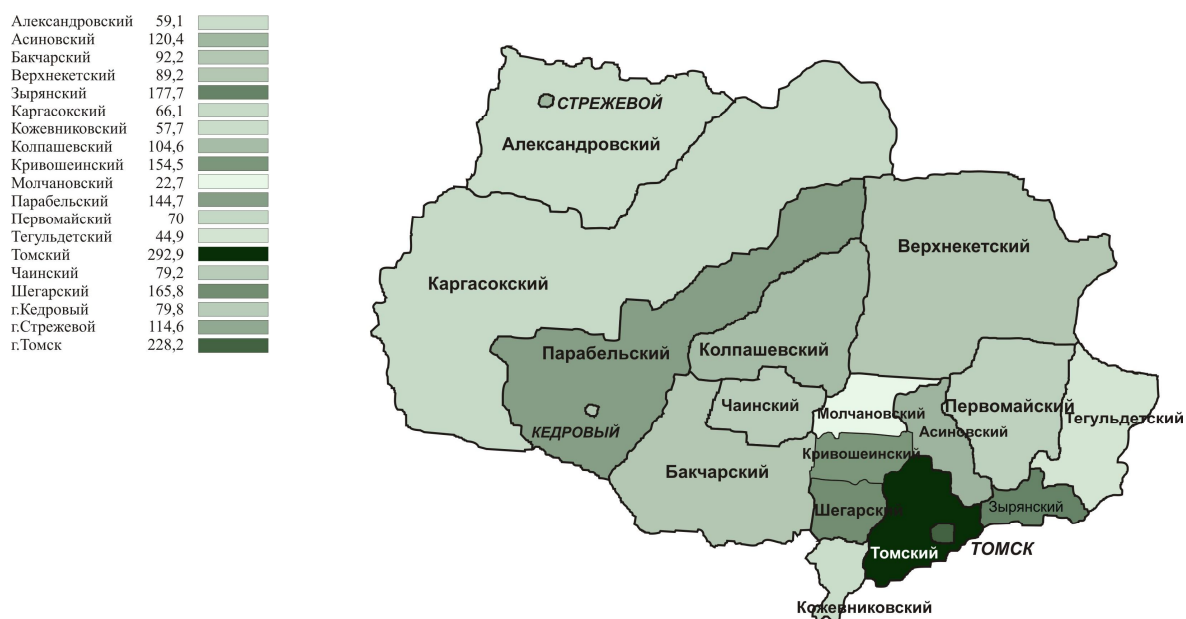 Александровский 59,1
Асиновский 120,4
Бакчарский 92,2
Верхнекетский 89,2
Зырянский 177,7
Каргасокский 66,1
Кожевниковский 57,7
Колпашевский 104,6
Кривошеинский 154,5
Молчановский 22,7
Парабельский 144,7
Первомайский 70
Тегульдетский 44,9
Томский 292,9
Чаинский 79,2
Шегарский 165,8
г.Кедровый 79,8
г.Стрежевой 114,6
г.Томск 228,2
СТРЕЖЕВОЙ
Александровский
Верхнекетский
Каргасокский
Парабельский
Колпашевский
Чаинский
Молчановский
Первомайский
Тегульдетский
КЕДРОВЫЙ
Асиновский
Кривошеинский
Бакчарский
Шегарский
Зырянский
Томский
ТОМСК
Кожевниковский